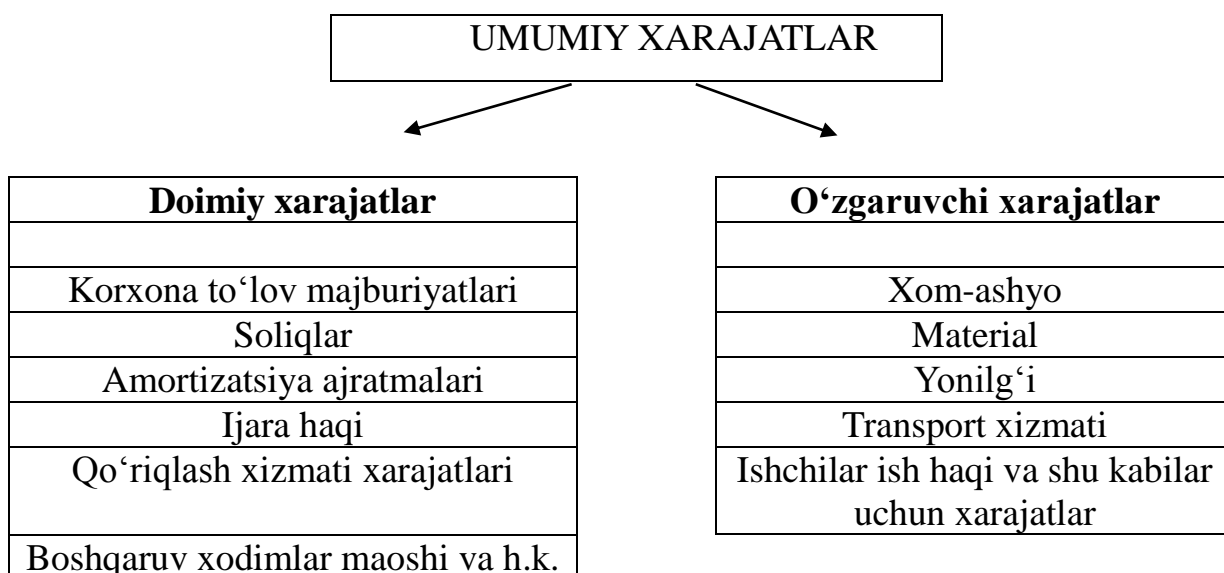 UMUMIY XARAJATLAR
Doimiy xarajatlar
Korxona to‘lov majburiyatlari
Soliqlar
Amortizatsiya ajratmalari
Ijara haqi
Qo‘riqlash xizmati xarajatlari
Boshqaruv xodimlar maoshi va h.k.
O‘zgaruvchi xarajatlar
Xom-ashyo
Material
Yonilg‘i
Transport xizmati
Ishchilar ish haqi va shu kabilar
uchun xarajatlar